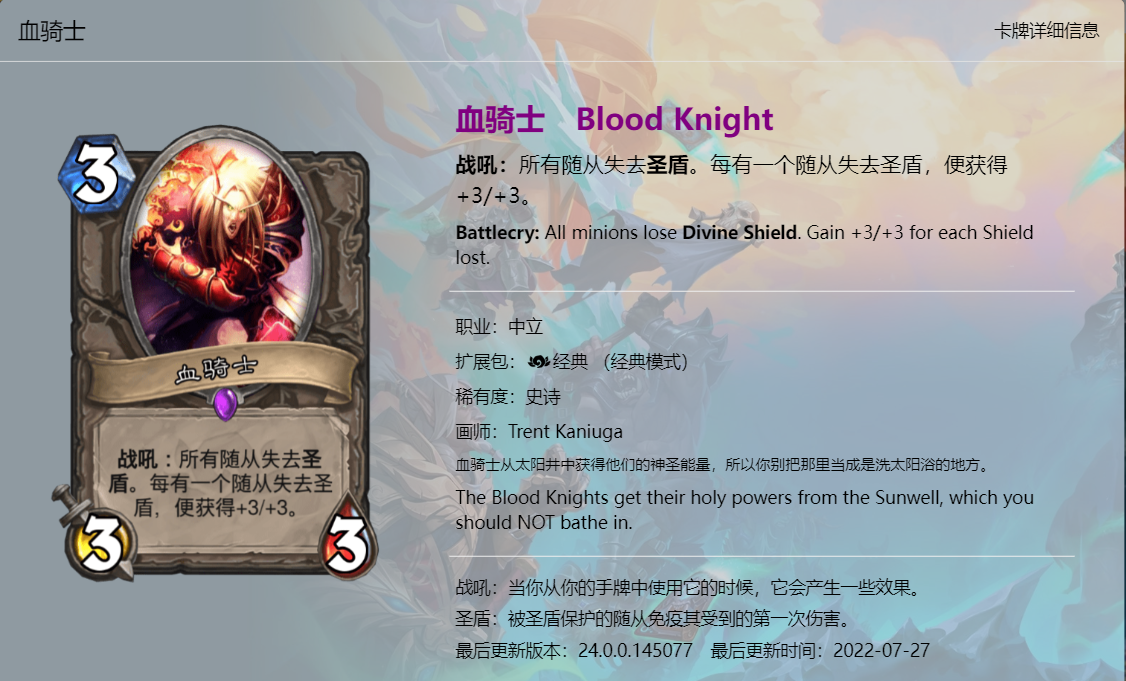 血骑士
卡牌详细信息
血骑士 Blood Knight
战吼：所有随从失去圣盾。每有一个随从失去圣盾，便获得
+3/+3。
Battlecry: All minions lose Divine Shield. Gain +3/+3 for each Shield
lost.
职业：中立
扩展包：经典 （经典模式）
稀有度：史诗
画师：Trent Kaniuga
血骑士从太阳井中获得他们的神圣能量，所以你别把那里当成是洗太阳浴的地方。
The Blood Knights get their holy powers from the Sunwell, which you
should NOT bathe in.
战吼：当你从你的手牌中使用它的时候，它会产生一些效果。
圣盾：被圣盾保护的随从免疫其受到的第一次伤害。
最后更新版本：24.0.0.145077 最后更新时间：2022-07-27
3
血骑士
战吼：所有随从失去圣
盾。每有一个随从失去圣
盾，便获得+3/+3。
3
3